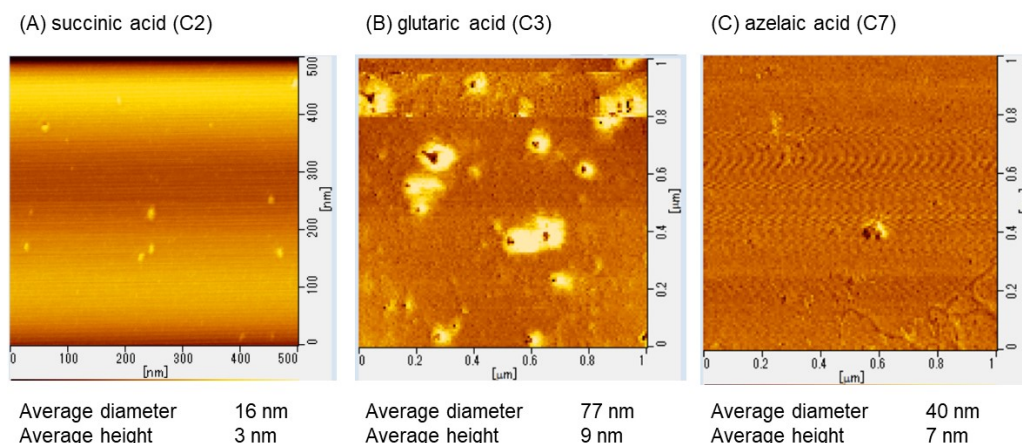 (A) succinic acid (C2)
(B) glutaric acid (C3)
(C) azelaic acid (C7)
500
400
300
200
100
0
[nm]
0 100 200 300 400 500
[nm]
1
0.8
0.6
0.4
0.2
0
[µm]
0 0.2 0.4 0.6 0.8 1
[µm]
1
0.8
0.6
0.4
0.2
0
[µm]
0 0.2 0.4 0.6 0.8 1
[µm]
Average diameter 16 nm
Average height 3 nm
Average diameter 77 nm
Average height 9 nm
Average diameter 40 nm
Average height 7 nm